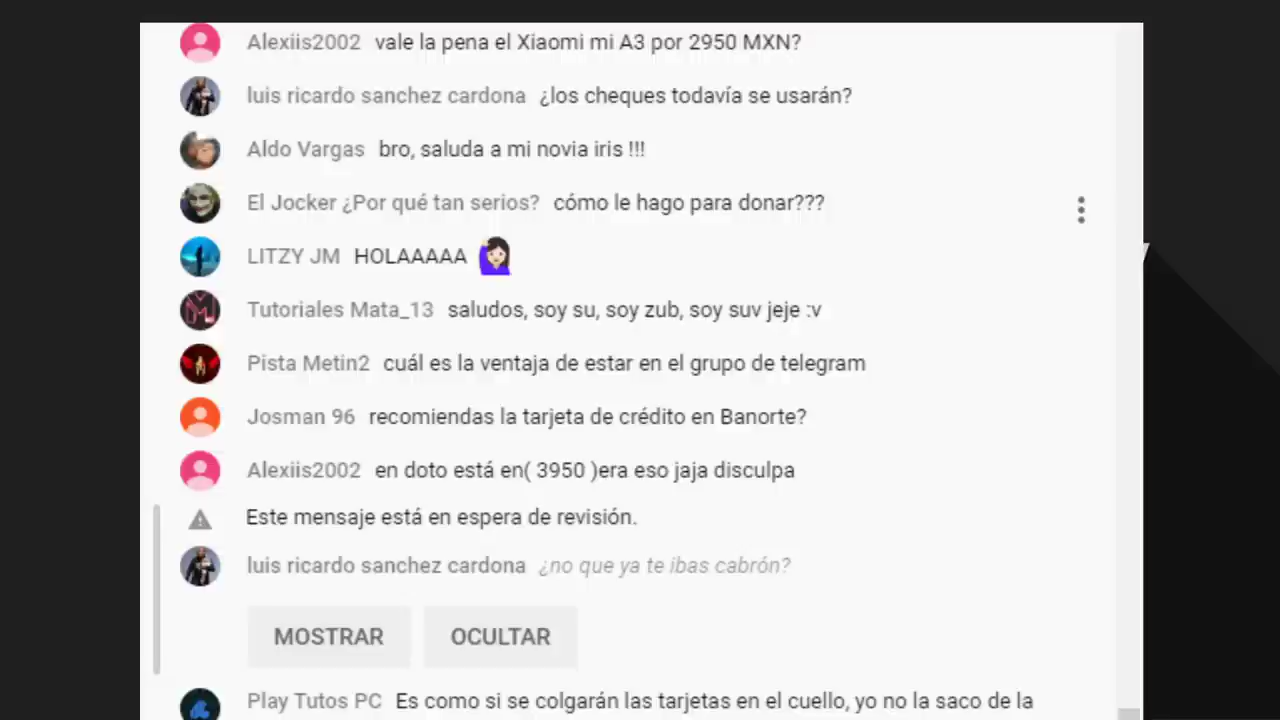 Alexiis2002 vale la pena el Xiaomi mi A3 por 2950 MXN?
luis ricardo sanchez cardona ¿los cheques todavía se usarán?
Aldo Vargas bro, saluda a mi novia iris !!!
El Jocker ¿Por qué tan serios? cómo le hago para donar???
LITZY JM HOLAAAAA 🙋🏻‍♀️
Tutoriales Mata_13 saludos, soy su, soy zub, soy suv jeje :v
Pista Metin2 cuál es la ventaja de estar en el grupo de telegram
Josman 96 recomiendas la tarjeta de crédito en Banorte?
Alexiis2002 en doto está en( 3950 )era eso jaja disculpa
Este mensaje está en espera de revisión.
luis ricardo sanchez cardona ¿no que ya te ibas cabrón?
MOSTRAR OCULTAR
Play Tutos PC Es como si se colgarán las tarjetas en el cuello, yo no la saco de la